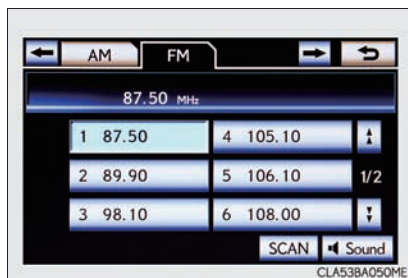 AM FM
87.50 MHz
1 87.50 4 105.10
2 89.90 5 106.10 1/2
3 98.10 6 108.00
SCAN Sound
CLA53BA050ME